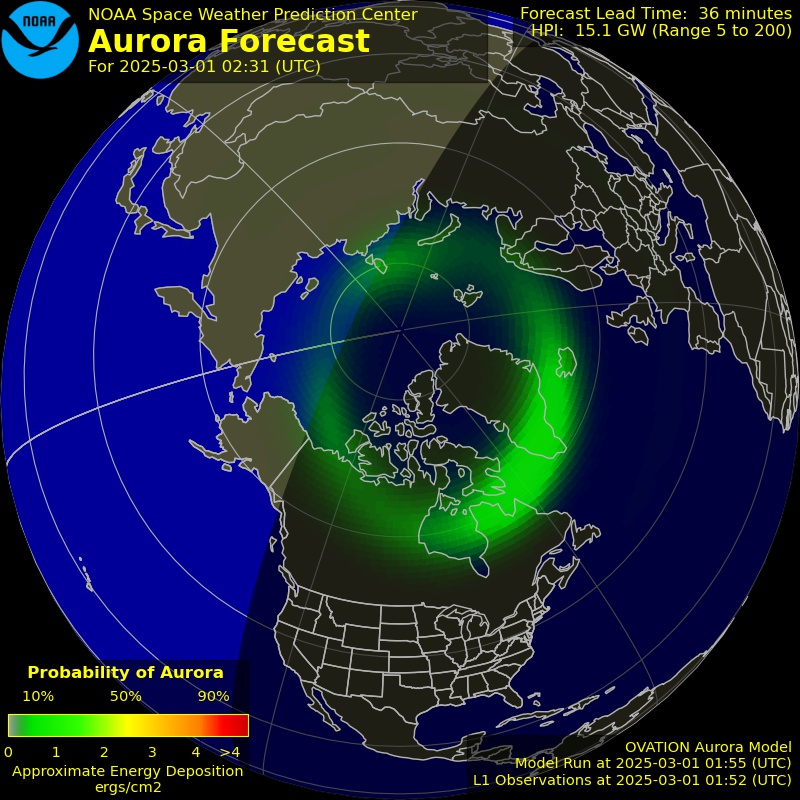 NOAA
NOAA Space Weather Prediction Center
Aurora Forecast
For 2025-03-01 02:31 (UTC)
Forecast Lead Time: 36 minutes
HPI: 15.1 GW (Range 5 to 200)
Probability of Aurora
10% 50% 90%
0 1 2 3 4 >4
Approximate Energy Deposition
ergs/cm2
OVATION Aurora Model
Model Run at 2025-03-01 01:55 (UTC)
L1 Observations at 2025-03-01 01:52 (UTC)